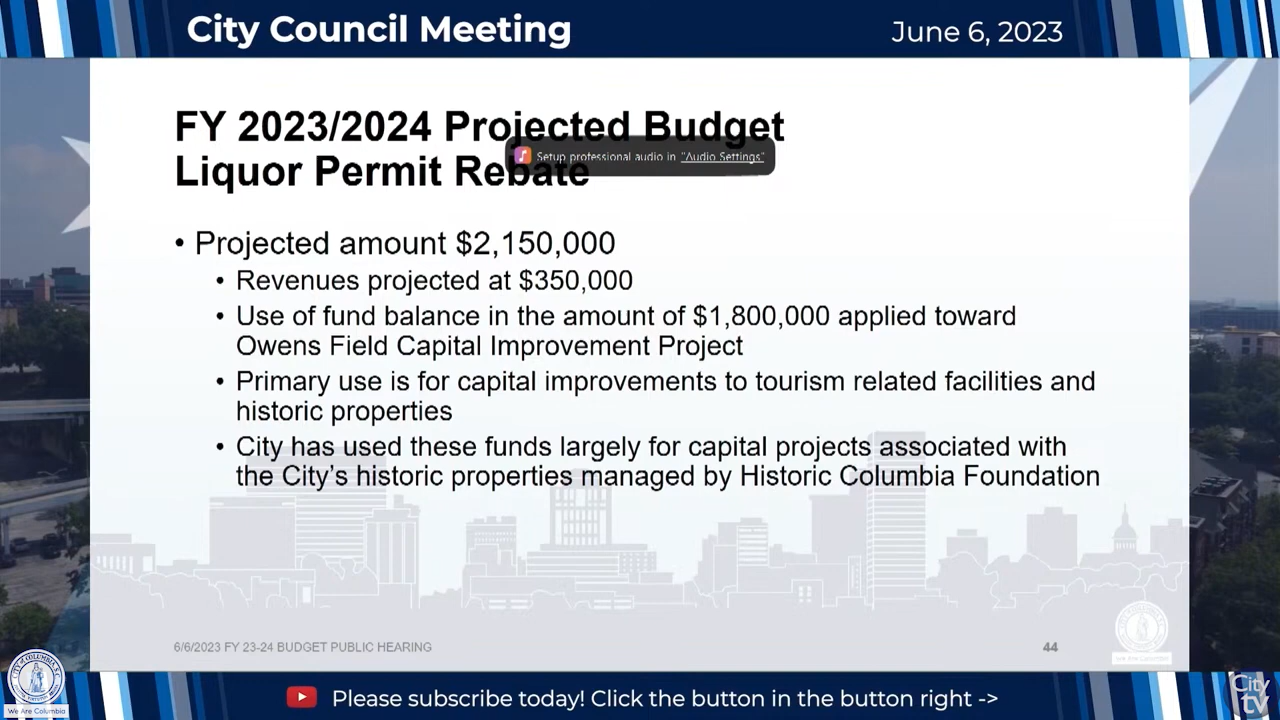 City Council Meeting
June 6, 2023
FY 2023/2024 Projected Budget
Setup professional audio in "Audio Settings"
Liquor Permit Rebate
• Projected amount $2,150,000
• Revenues projected at $350,000
• Use of fund balance in the amount of $1,800,000 applied toward
Owens Field Capital Improvement Project
• Primary use is for capital improvements to tourism related facilities and
historic properties
• City has used these funds largely for capital projects associated with
the City's historic properties managed by Historic Columbia Foundation
6/6/2023 FY 23-24 BUDGET PUBLIC HEARING
44
We Are Columbia
We Are Columbia
Please subscribe today! Click the button in the button right ->
City
tv